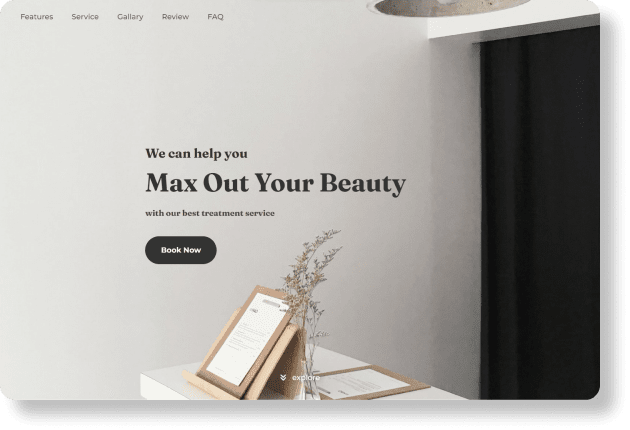 Features Service Gallary Review FAQ
We can help you
Max Out Your Beauty
with our best treatment service
Book Now
explore